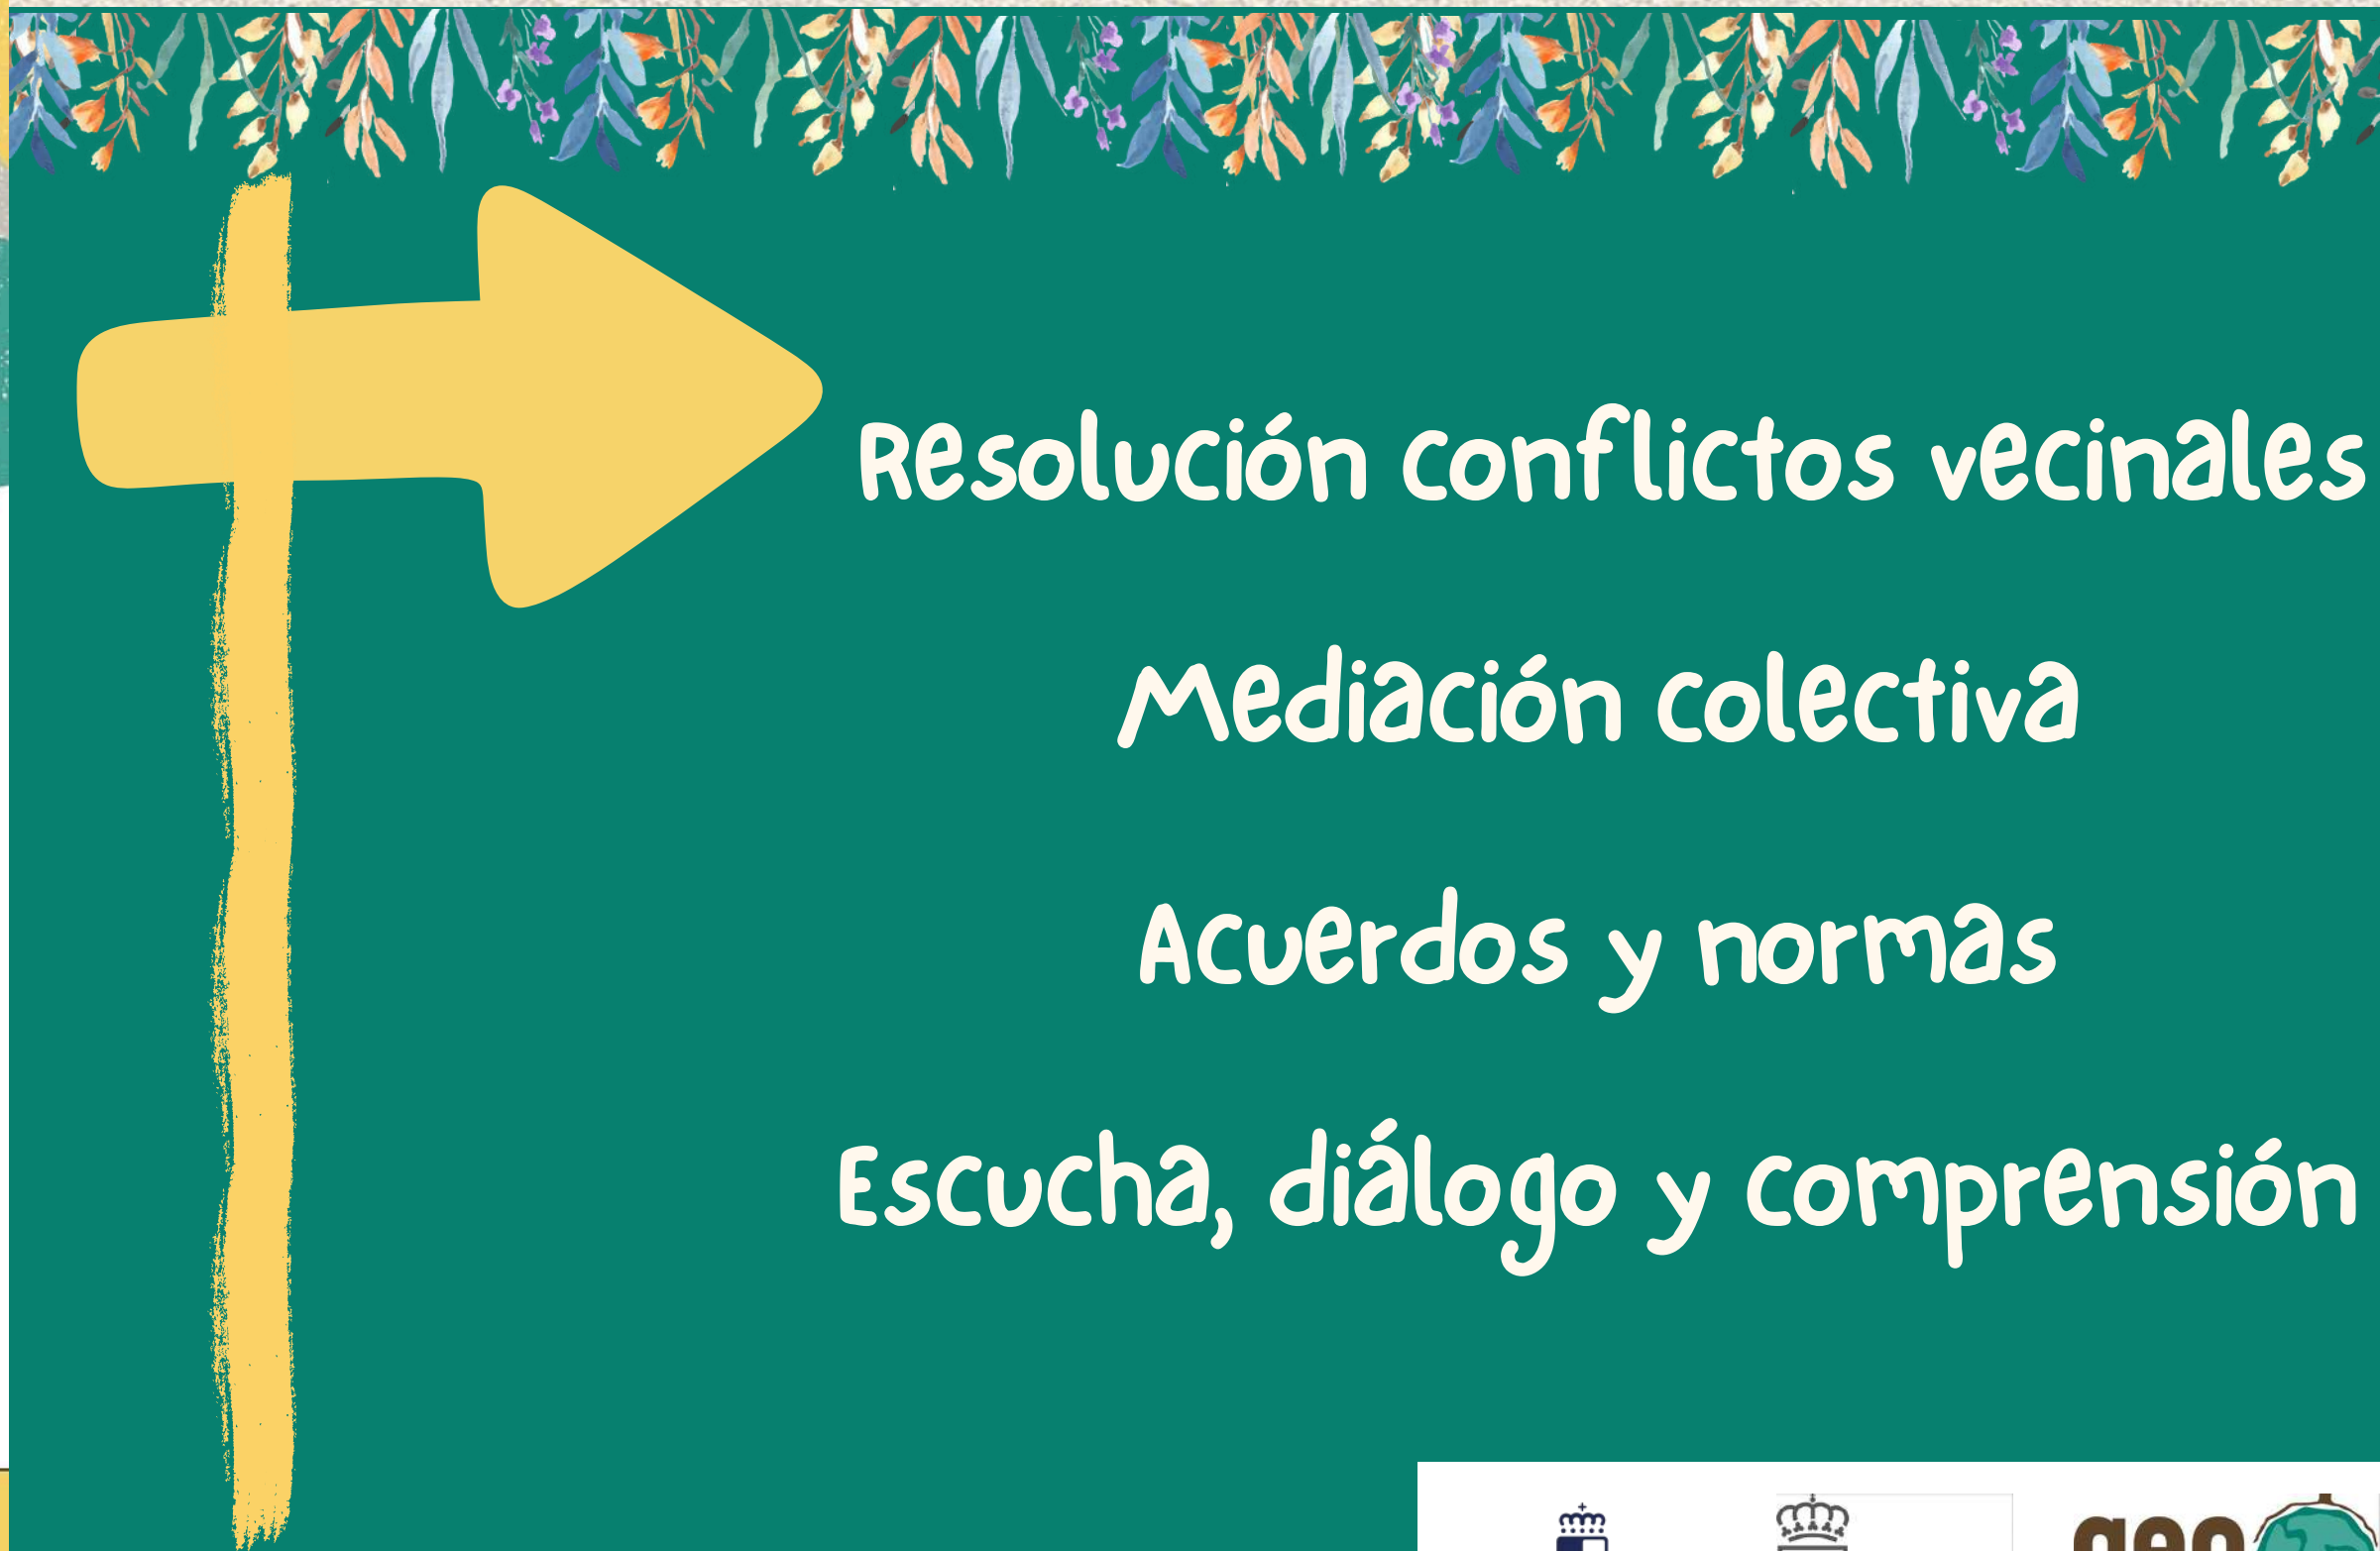 Resolución conflictos vecinales
Mediación colectiva
Acuerdos y normas
Escucha, diálogo y comprensión